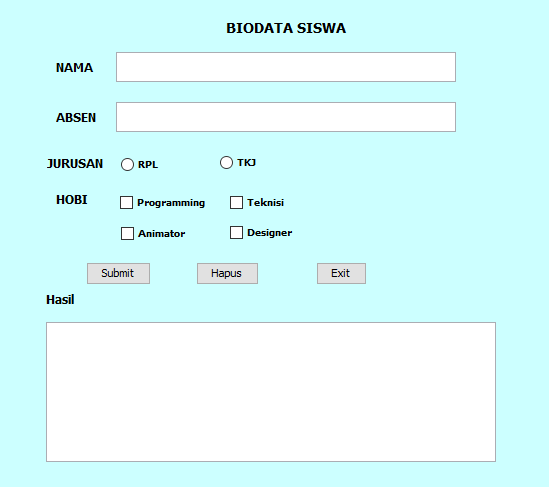 BIODATA SISWA
NAMA
ABSEN
JURUSAN RPL TKJ
HOBI Programming Teknisi
Animator Designer
Submit Hapus Exit
Hasil